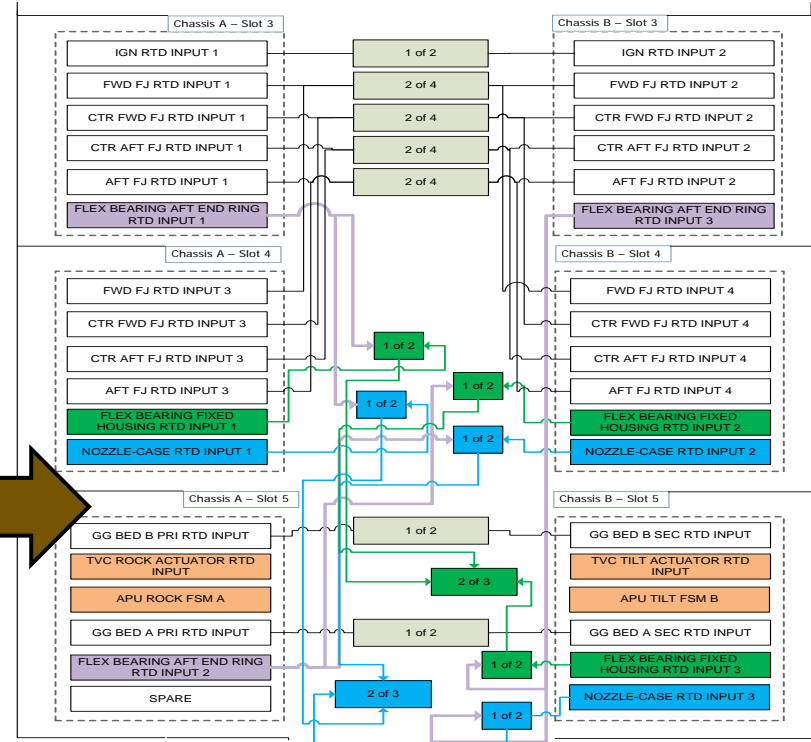 Chassis A – Slot 3
Chassis B – Slot 3
IGN RTD INPUT 1
1 of 2
IGN RTD INPUT 2
FWD FJ RTD INPUT 1
2 of 4
FWD FJ RTD INPUT 2
CTR FWD FJ RTD INPUT 1
2 of 4
CTR FWD FJ RTD INPUT 2
CTR AFT FJ RTD INPUT 1
2 of 4
CTR AFT FJ RTD INPUT 2
AFT FJ RTD INPUT 1
2 of 4
AFT FJ RTD INPUT 2
FLEX BEARING AFT END RING
RTD INPUT 1
FLEX BEARING AFT END RING
RTD INPUT 3
Chassis A – Slot 4
Chassis B – Slot 4
FWD FJ RTD INPUT 3
FWD FJ RTD INPUT 4
CTR FWD FJ RTD INPUT 3
CTR FWD FJ RTD INPUT 4
1 of 2
CTR AFT FJ RTD INPUT 3
CTR AFT FJ RTD INPUT 4
AFT FJ RTD INPUT 3
1 of 2
AFT FJ RTD INPUT 4
1 of 2
FLEX BEARING FIXED
HOUSING RTD INPUT 1
FLEX BEARING FIXED
HOUSING RTD INPUT 2
NOZZLE-CASE RTD INPUT 1
1 of 2
NOZZLE-CASE RTD INPUT 2
Chassis A – Slot 5
Chassis B – Slot 5
GG BED B PRI RTD INPUT
1 of 2
GG BED B SEC RTD INPUT
TVC ROCK ACTUATOR RTD
INPUT
TVC TILT ACTUATOR RTD
INPUT
2 of 3
APU ROCK FSM A
APU TILT FSM B
GG BED A PRI RTD INPUT
1 of 2
GG BED A SEC RTD INPUT
FLEX BEARING AFT END RING
RTD INPUT 2
1 of 2
FLEX BEARING FIXED
HOUSING RTD INPUT 3
SPARE
2 of 3
NOZZLE-CASE RTD INPUT 3
1 of 2